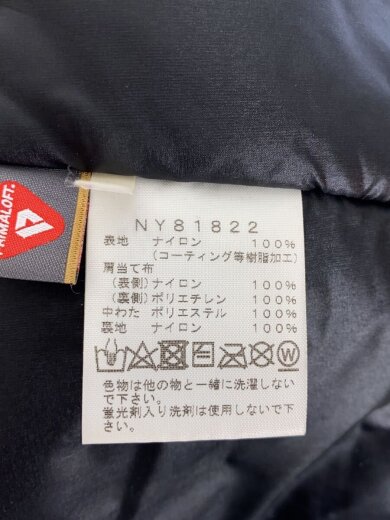 PRIMALOFT®
NY81822
表地 ナイロン 100%
(コーティング等樹脂加工)
肩当て布
(表側)ナイロン 100%
(裏側)ポリエチレン 100%
中わた ポリエステル 100%
裏地 ナイロン 100%
色物は他の物と一緒に洗濯しない
で下さい。
蛍光剤入り洗剤は使用しないで下
さい。